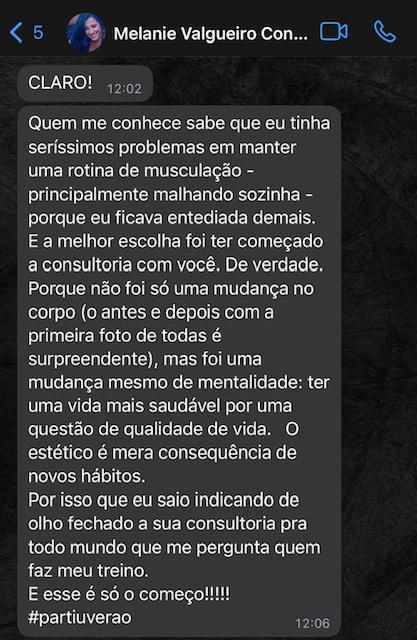 5
Melanie Valgueiro Con...
CLARO!
12:02
Quem me conhece sabe que eu tinha
seríssimos problemas em manter
uma rotina de musculação -
principalmente malhando sozinha -
porque eu ficava entediada demais.
E a melhor escolha foi ter começado
a consultoria com você. De verdade.
Porque não foi só uma mudança no
corpo (o antes e depois com a
primeira foto de todas é
surpreendente), mas foi uma
mudança mesmo de mentalidade: ter
uma vida mais saudável por uma
questão de qualidade de vida.   O
estético é mera consequência de
novos hábitos.
Por isso que eu saio indicando de
olho fechado a sua consultoria pra
todo mundo que me pergunta quem
faz meu treino.
E esse é só o começo!!!!!
#partiuverao
12:06